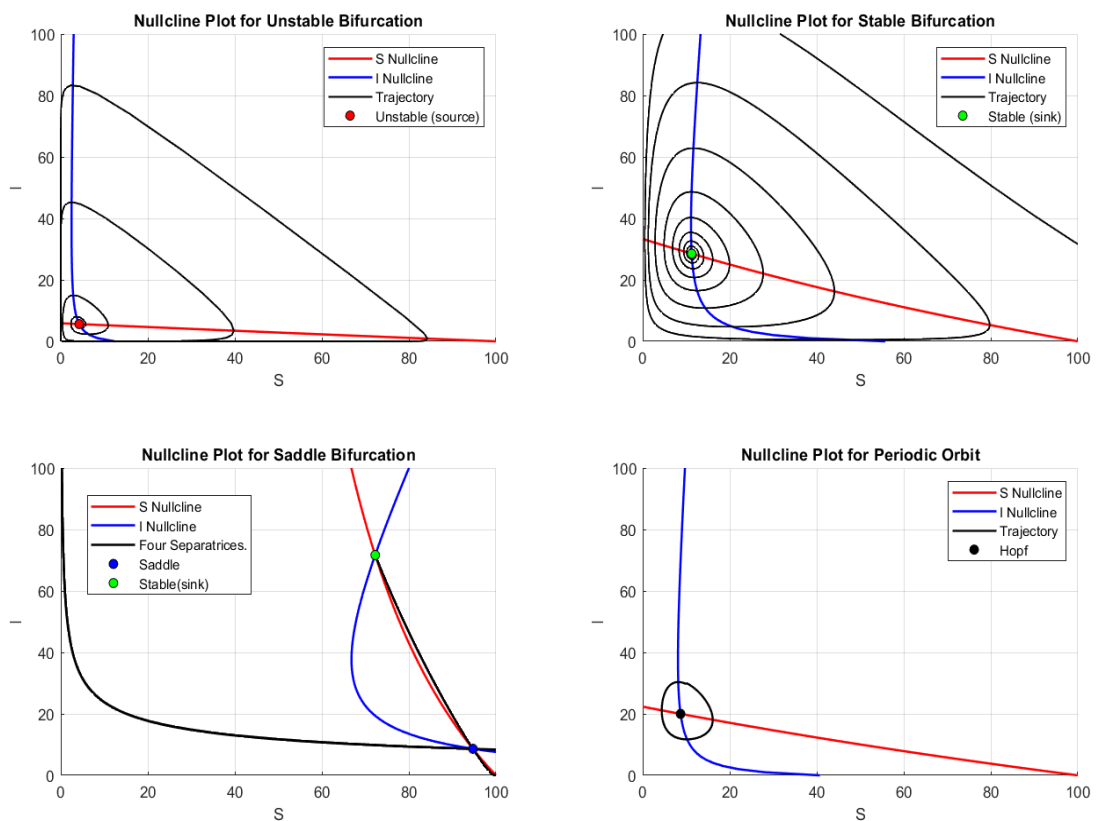 Nullcline Plot for Unstable Bifurcation
100
80
60
40
20
0
I
0 20 40 60 80 100
S
S Nullcline
I Nullcline
Trajectory
Unstable (source)
Nullcline Plot for Stable Bifurcation
100
80
60
40
20
0
I
0 20 40 60 80 100
S
S Nullcline
I Nullcline
Trajectory
Stable (sink)
Nullcline Plot for Saddle Bifurcation
100
80
60
40
20
0
I
0 20 40 60 80 100
S
S Nullcline
I Nullcline
Four Separatrices.
Saddle
Stable(sink)
Nullcline Plot for Periodic Orbit
100
80
60
40
20
0
I
0 20 40 60 80 100
S
S Nullcline
I Nullcline
Trajectory
Hopf